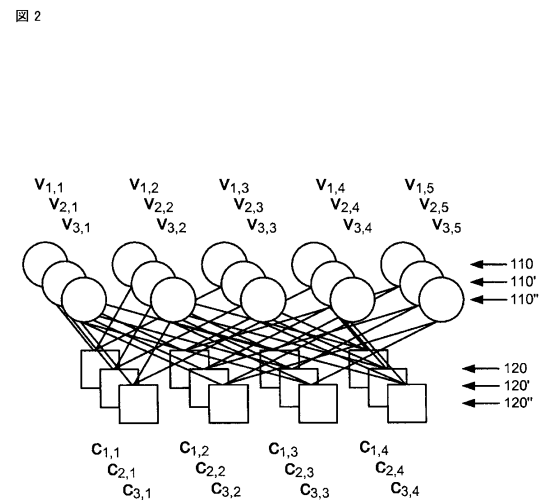 図 2
V1,1 V1,2 V1,3 V1,4 V1,5
V2,1 V2,2 V2,3 V2,4 V2,5
V3,1 V3,2 V3,3 V3,4 V3,5
110
110'
110"
120
120'
120"
C1,1 C1,2 C1,3 C1,4
C2,1 C2,2 C2,3 C2,4
C3,1 C3,2 C3,3 C3,4